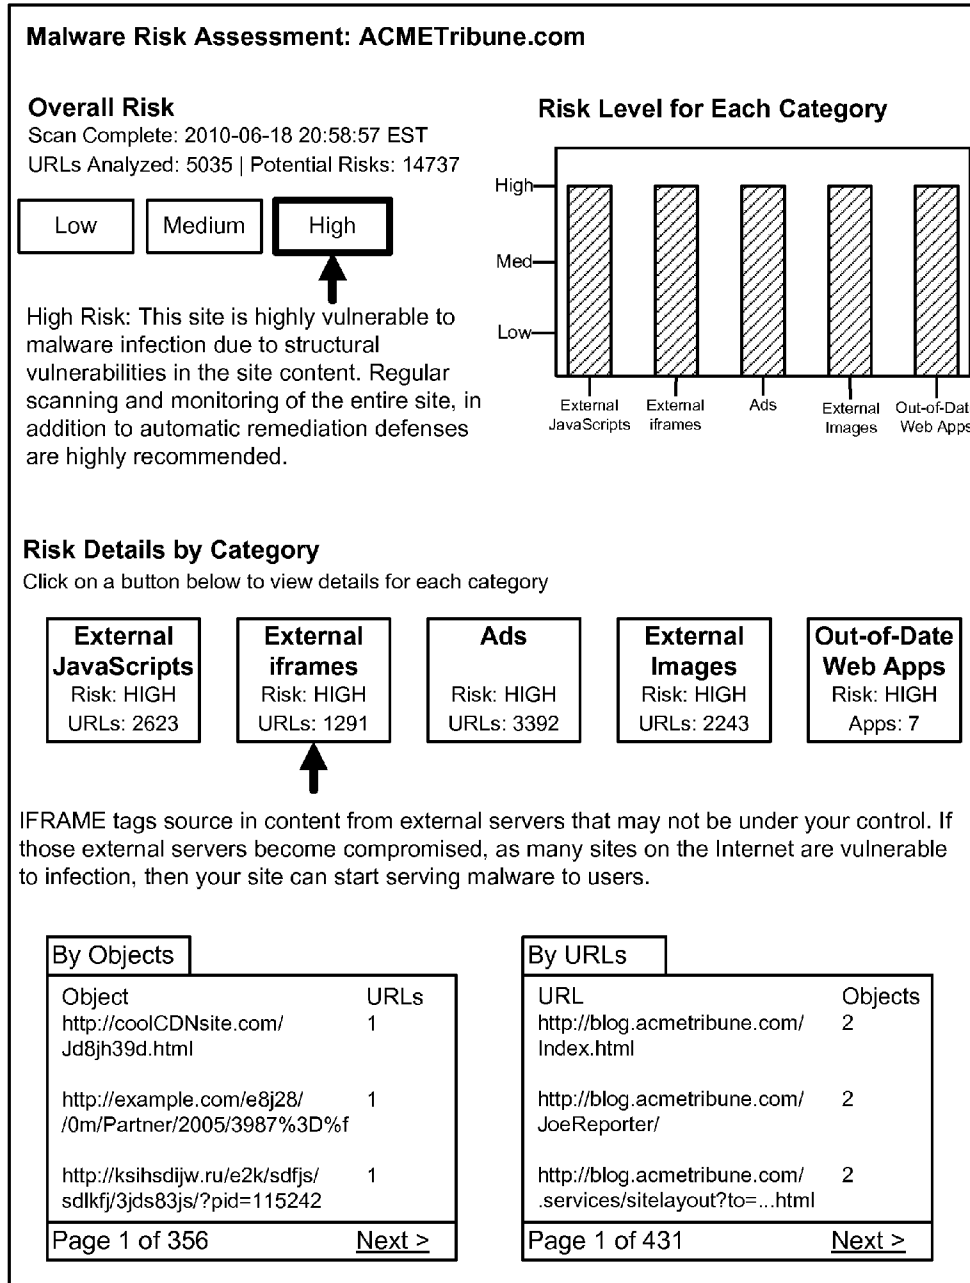 Malware Risk Assessment: ACMETribune.com
Overall Risk
Scan Complete: 2010-06-18 20:58:57 EST
URLs Analyzed: 5035 | Potential Risks: 14737
Low
Medium
High
High Risk: This site is highly vulnerable to
malware infection due to structural
vulnerabilities in the site content. Regular
scanning and monitoring of the entire site, in
addition to automatic remediation defenses
are highly recommended.
Risk Level for Each Category
High
Med
Low
External
JavaScripts
External
iframes
Ads
External
Images
Out-of-Dat
Web Apps
Risk Details by Category
Click on a button below to view details for each category
External
JavaScripts
Risk: HIGH
URLs: 2623
External
iframes
Risk: HIGH
URLs: 1291
Ads
Risk: HIGH
URLs: 3392
External
Images
Risk: HIGH
URLs: 2243
Out-of-Date
Web Apps
Risk: HIGH
Apps: 7
IFRAME tags source in content from external servers that may not be under your control. If
those external servers become compromised, as many sites on the Internet are vulnerable
to infection, then your site can start serving malware to users.
By Objects
Object URLs
http://coolCDNsite.com/ 1
Jd8jh39d.html
http://example.com/e8j28/ 1
/0m/Partner/2005/3987%3D%f
http://ksihsdijw.ru/e2k/sdfjs/ 1
sdlkfj/3jds83js/?pid=115242
Page 1 of 356 Next >
By URLs
URL Objects
http://blog.acmetribune.com/ 2
Index.html
http://blog.acmetribune.com/ 2
JoeReporter/
http://blog.acmetribune.com/ 2
.services/sitelayout?to=...html
Page 1 of 431 Next >